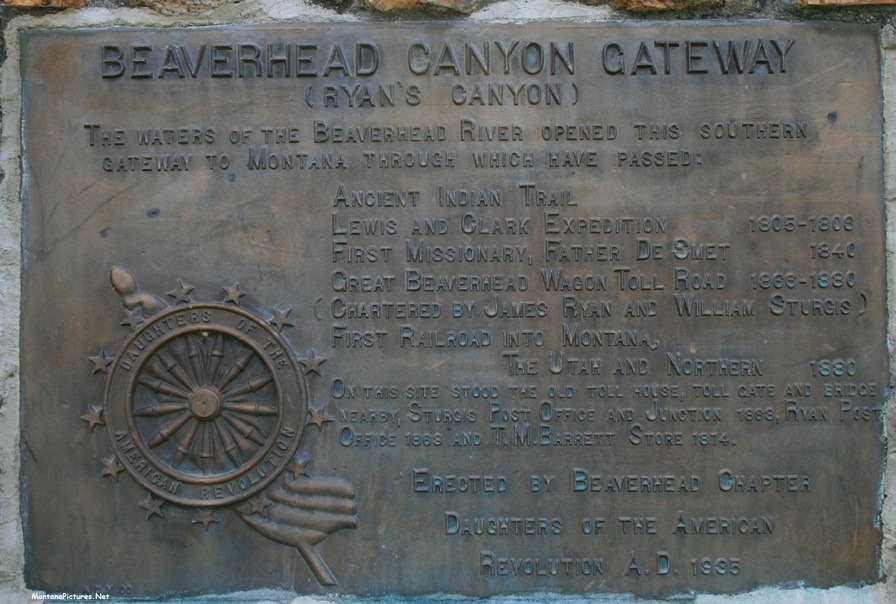 BEAVERHEAD CANYON GATEWAY
(RYAN'S CANYON)
THE WATERS OF THE BEAVERHEAD RIVER OPENED THIS SOUTHERN
GATEWAY TO MONTANA THROUGH WHICH HAVE PASSED:
ANCIENT INDIAN TRAIL
LEWIS AND CLARK EXPEDITION 1805-1806
FIRST MISSIONARY, FATHER DE SMET 1840
GREAT BEAVERHEAD WAGON TOLL ROAD 1866-1880
(CHARTERED BY JAMES RYAN AND WILLIAM STURGIS)
FIRST RAILROAD INTO MONTANA,
THE UTAH AND NORTHERN 1880
ON THIS SITE STOOD THE OLD TOLL HOUSE, TOLL GATE AND BRIDGE
NEARBY, STURGIS POST OFFICE AND JUNCTION 1868, RYAN POST
OFFICE 1869 AND T.M.BARRETT STORE 1874.
DAUGHTERS OF THE
AMERICAN REVOLUTION
ERECTED BY BEAVERHEAD CHAPTER
DAUGHTERS OF THE AMERICAN
REVOLUTION A.D. 1935
MontanaPictures.Net